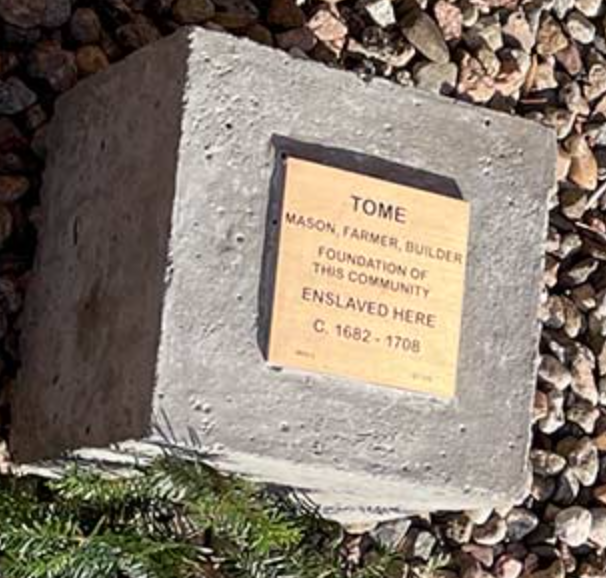 TOME
MASON, FARMER, BUILDER
FOUNDATION OF
THIS COMMUNITY
ENSLAVED HERE
C. 1682 - 1708